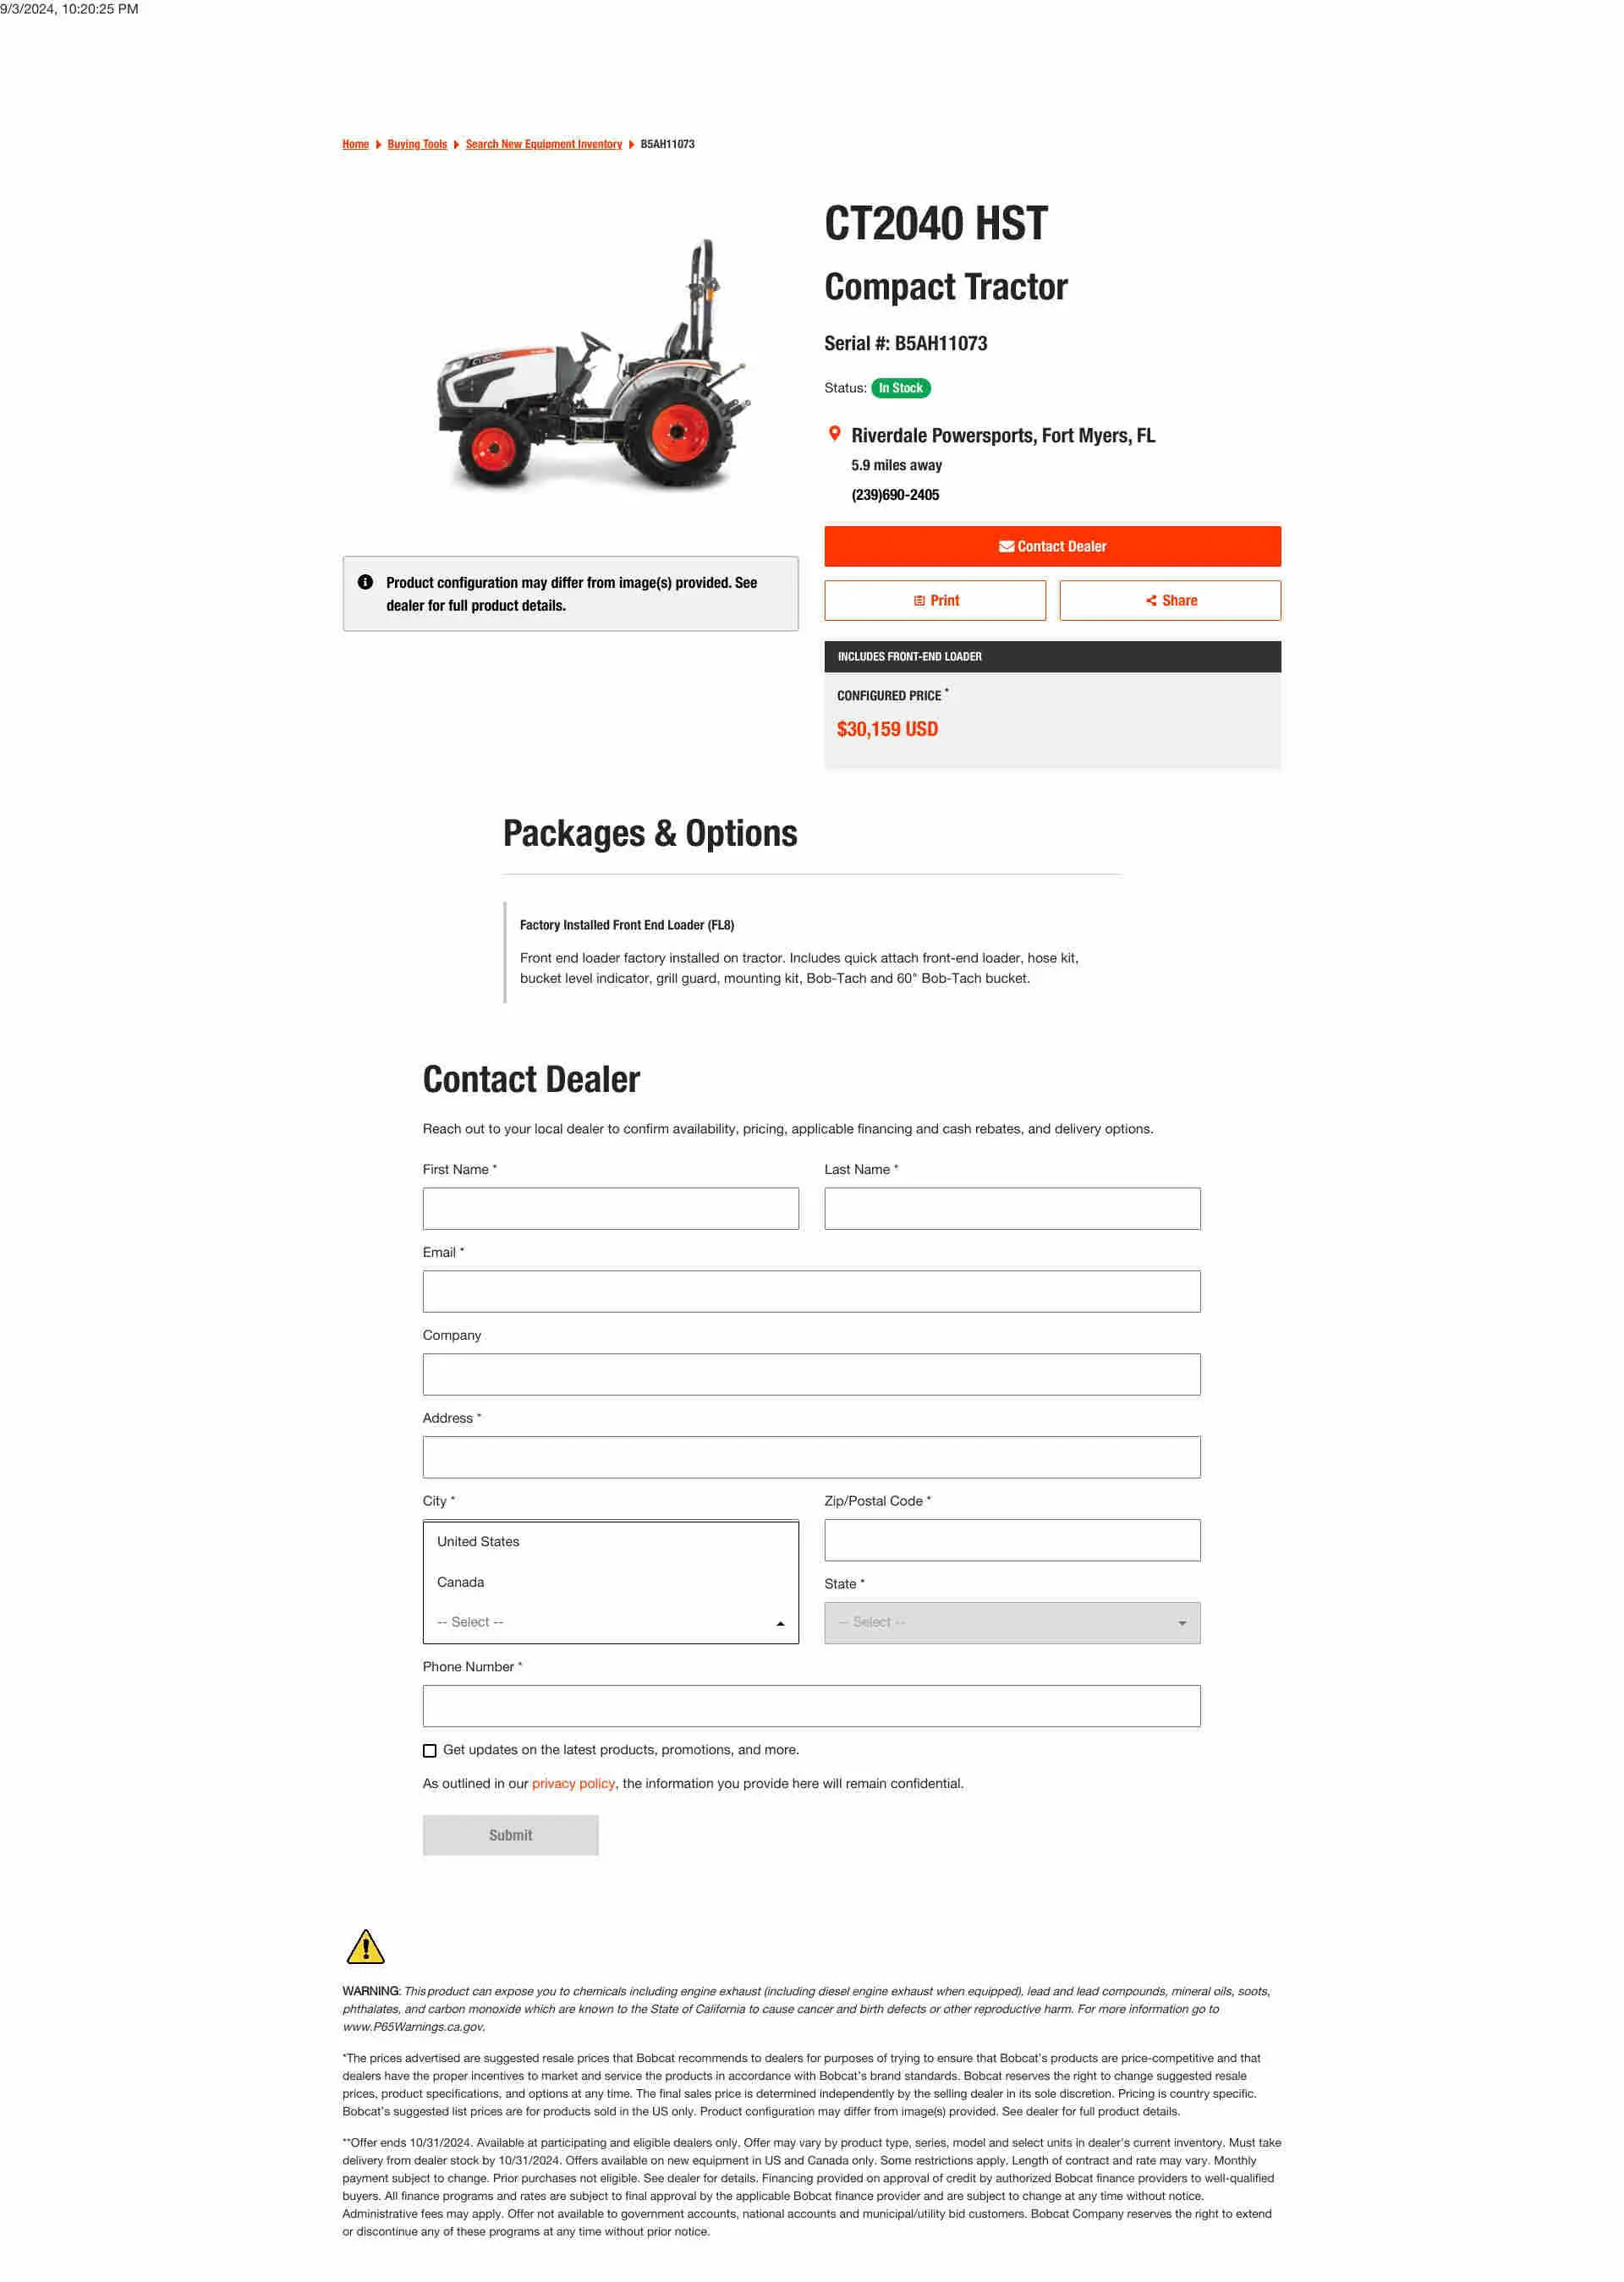 9/3/2024, 10:20:25 PM
Home Buying Tools Search New Equipment Inventory B5AH11073
CT2040 HST
Compact Tractor
Serial #: B5AH11073
Status: In Stock
Riverdale Powersports, Fort Myers, FL
5.9 miles away
(239)690-2405
Contact Dealer
Print Share
Product configuration may differ from image(s) provided. See
dealer for full product details.
INCLUDES FRONT-END LOADER
CONFIGURED PRICE *
$30,159 USD
Packages & Options
Factory Installed Front End Loader (FL8)
Front end loader factory installed on tractor. Includes quick attach front-end loader, hose kit,
bucket level indicator, grill guard, mounting kit, Bob-Tach and 60" Bob-Tach bucket.
Contact Dealer
Reach out to your local dealer to confirm availability, pricing, applicable financing and cash rebates, and delivery options.
First Name * Last Name *
Email *
Company
Address *
City * Zip/Postal Code *
United States
Canada
State *
-- Select -- -- Select --
Phone Number *
Get updates on the latest products, promotions, and more.
As outlined in our privacy policy, the information you provide here will remain confidential.
Submit
WARNING: This product can expose you to chemicals including engine exhaust (including diesel engine exhaust when equipped), lead and lead compounds, mineral oils, soots,
phthalates, and carbon monoxide which are known to the State of California to cause cancer and birth defects or other reproductive harm. For more information go to
www.P65Warnings.ca.gov.
*The prices advertised are suggested resale prices that Bobcat recommends to dealers for purposes of trying to ensure that Bobcat's products are price-competitive and that
dealers have the proper incentives to market and service the products in accordance with Bobcat's brand standards. Bobcat reserves the right to change suggested resale
prices, product specifications, and options at any time. The final sales price is determined independently by the selling dealer in its sole discretion. Pricing is country specific.
Bobcat's suggested list prices are for products sold in the US only. Product configuration may differ from image(s) provided. See dealer for full product details.
**Offer ends 10/31/2024. Available at participating and eligible dealers only. Offer may vary by product type, series, model and select units in dealer's current inventory. Must take
delivery from dealer stock by 10/31/2024. Offers available on new equipment in US and Canada only. Some restrictions apply. Length of contract and rate may vary. Monthly
payment subject to change. Prior purchases not eligible. See dealer for details. Financing provided on approval of credit by authorized Bobcat finance providers to well-qualified
buyers. All finance programs and rates are subject to final approval by the applicable Bobcat finance provider and are subject to change at any time without notice.
Administrative fees may apply. Offer not available to government accounts, national accounts and municipal/utility bid customers. Bobcat Company reserves the right to extend
or discontinue any of these programs at any time without prior notice.